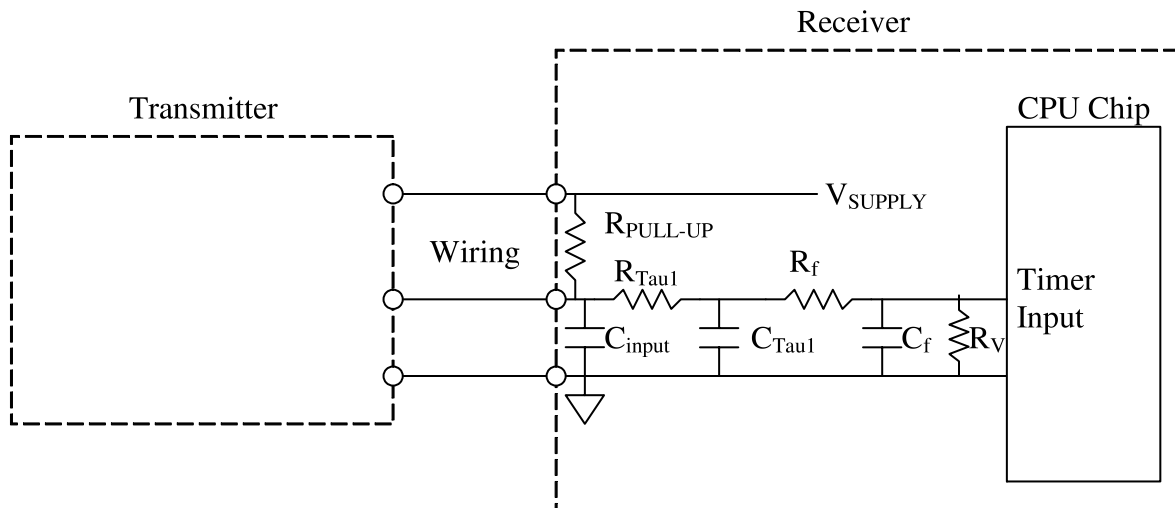 Receiver
Transmitter
CPU Chip
V_SUPPLY
R_PULL-UP
Wiring
R_Tau1
R_f
Timer
Input
C_input
C_Tau1
C_f
R_V